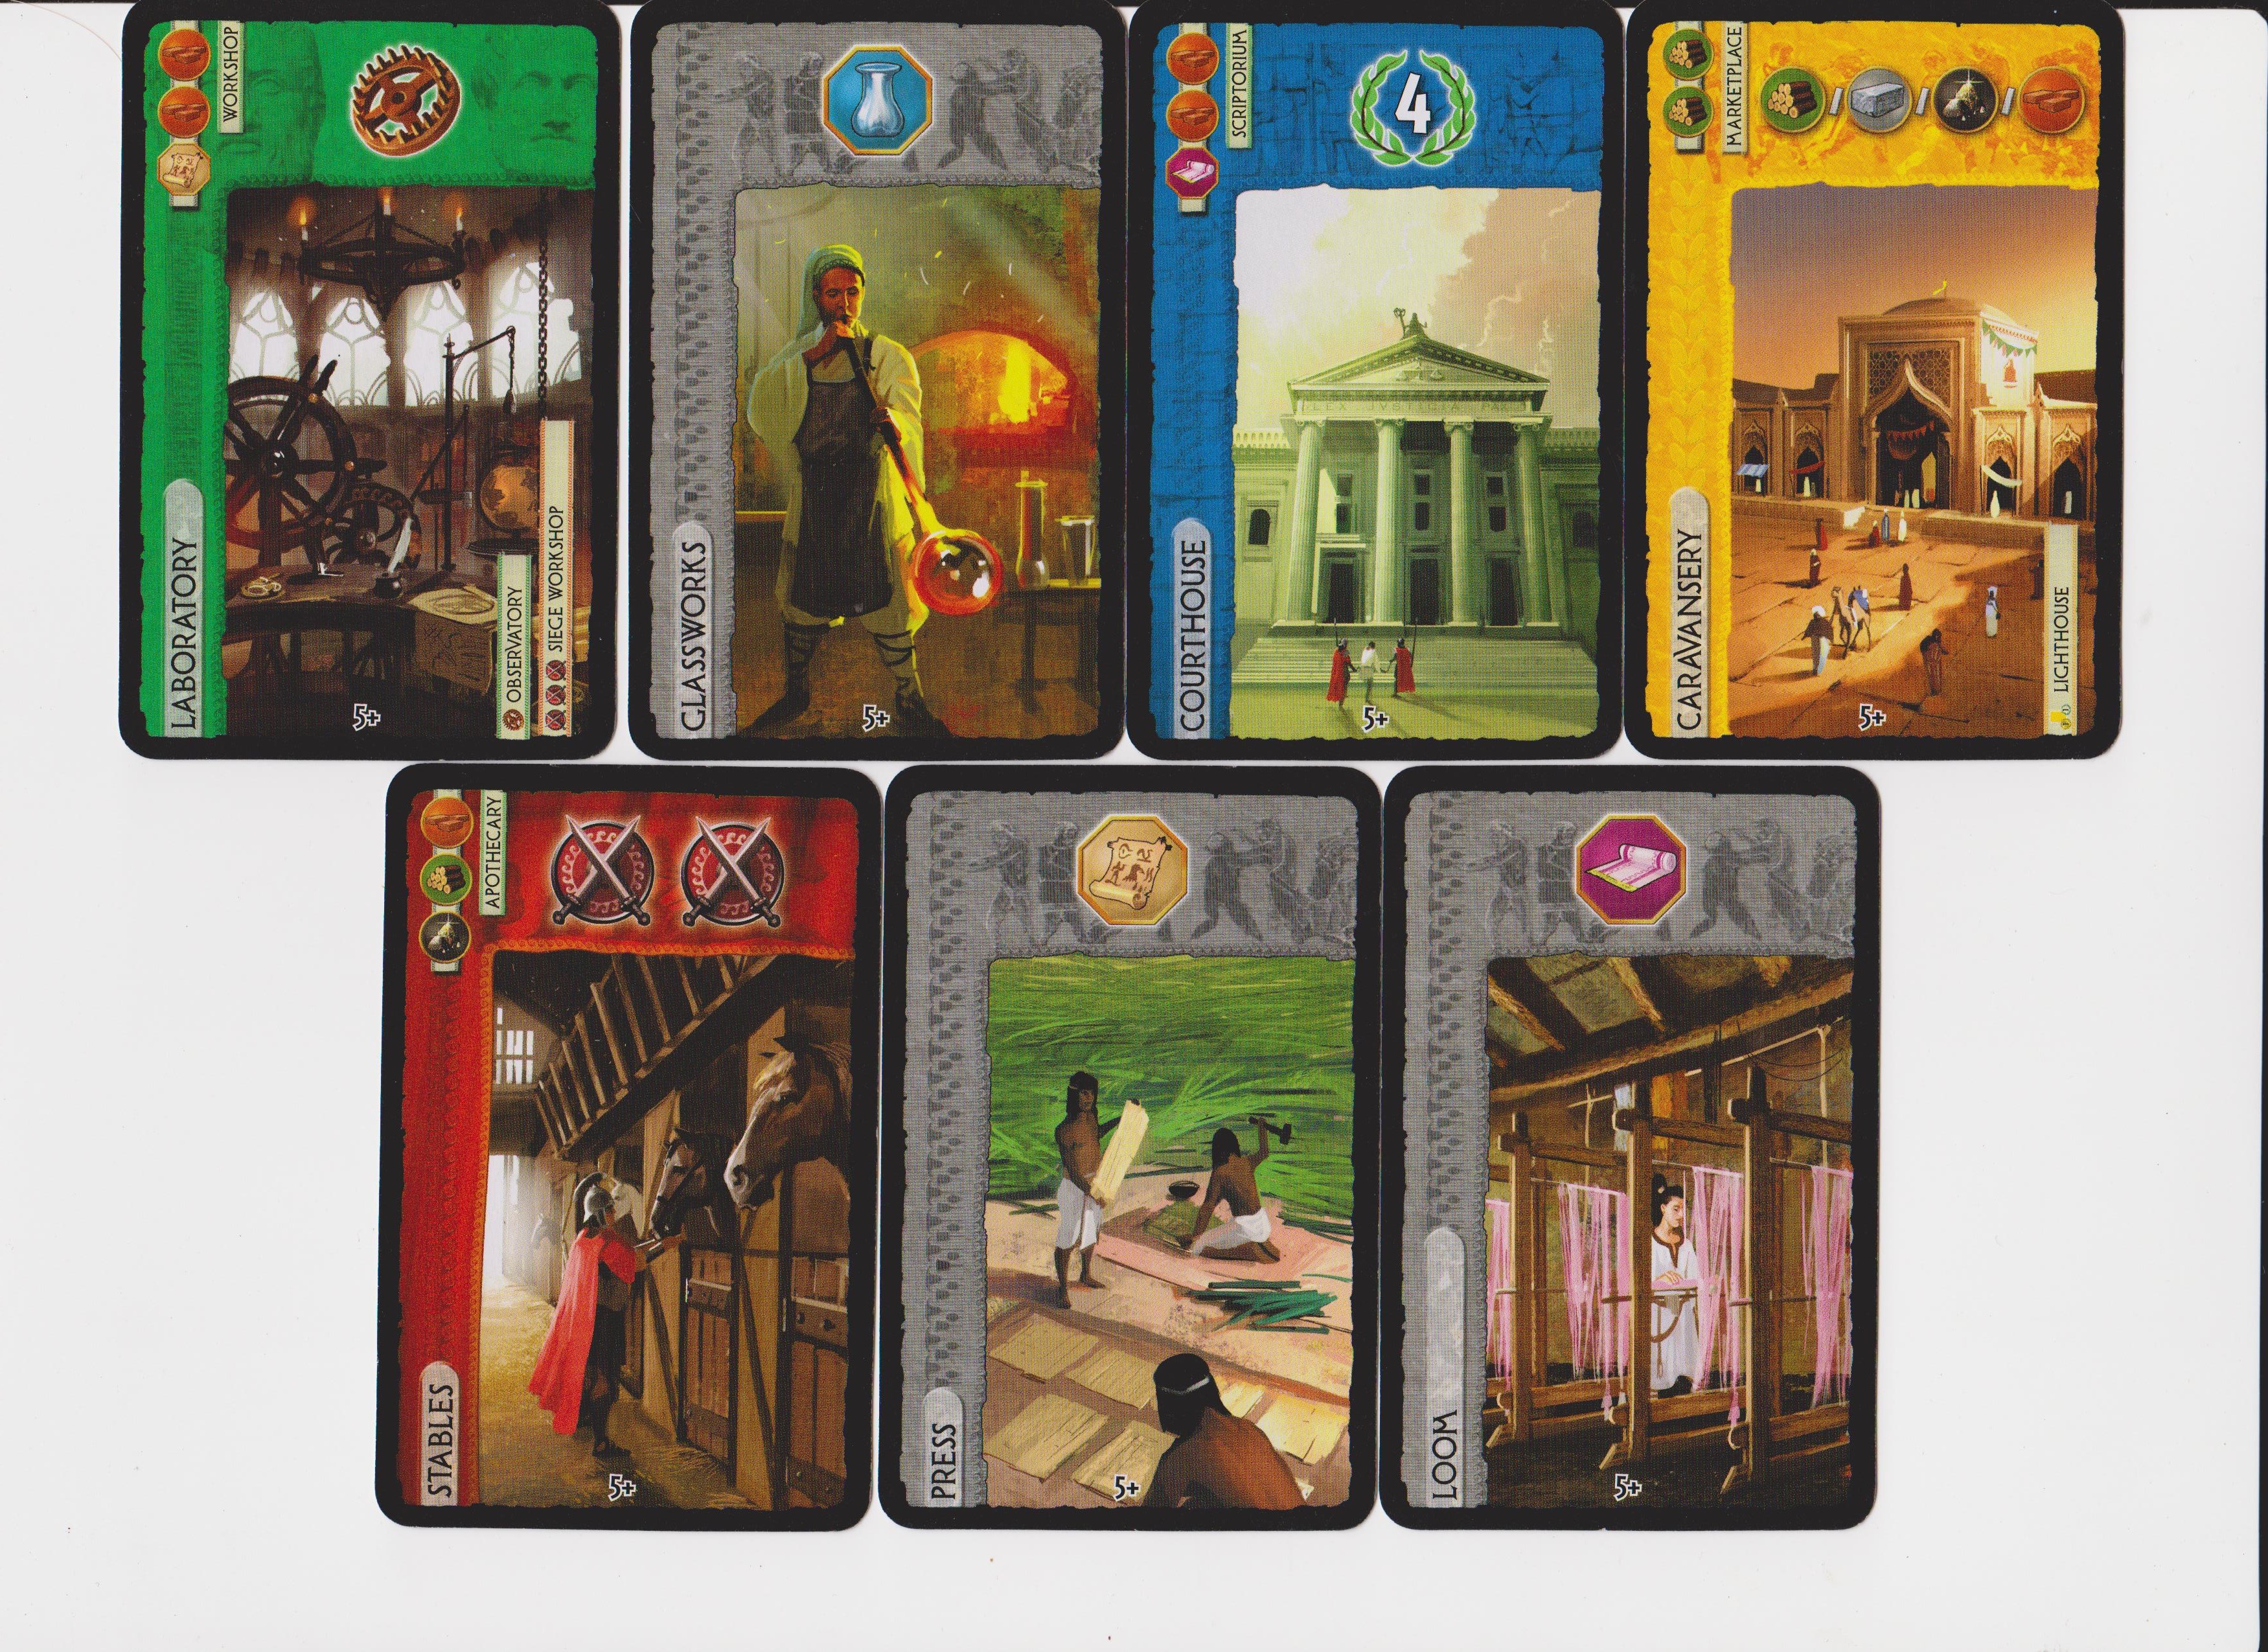 WORKSHOP
LABORATORY
OBSERVATORY
SIEGE WORKSHOP
5+
GLASSWORKS
5+
SCRIPTORIUM
4
COURTHOUSE
5+
MARKETPLACE
CARAVANSERY
LIGHTHOUSE
5+
APOTHECARY
STABLES
5+
PRESS
5+
LOOM
5+